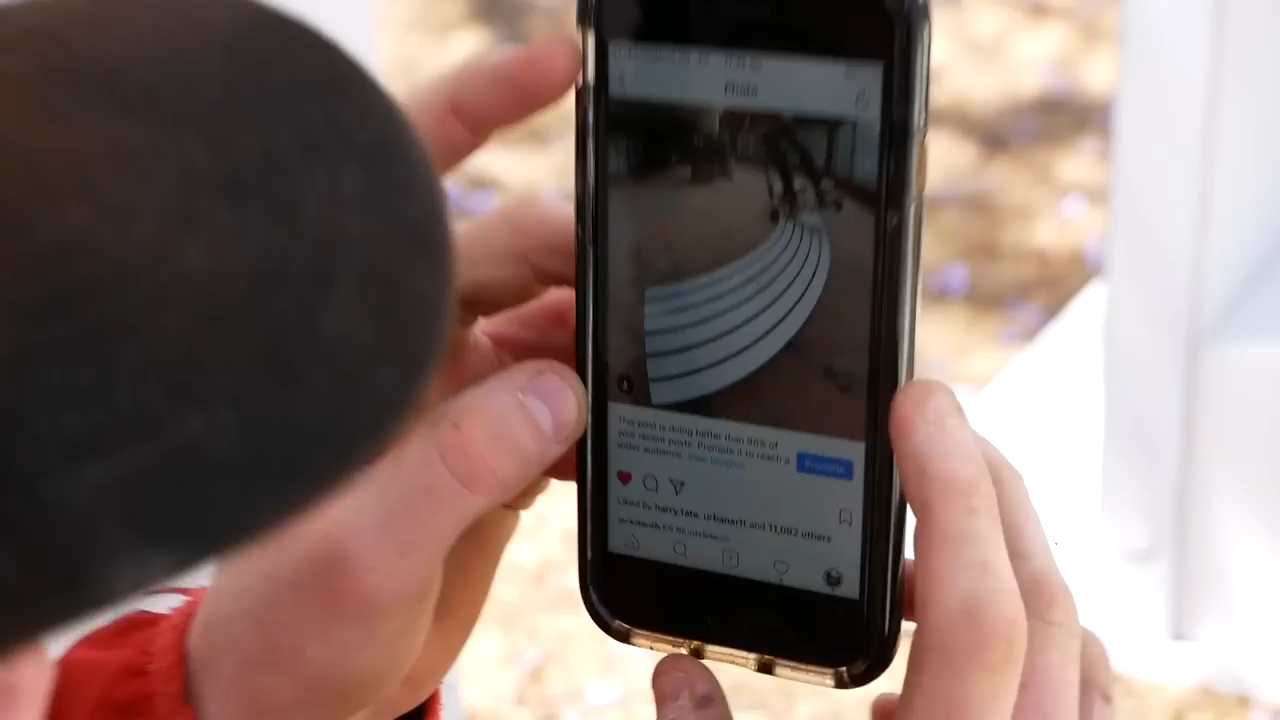 Photo
This post is doing better than 95% of
your recent posts. Promote it to reach a
wider audience. View Insights
Promote
Liked by harry.tate, urbanartt and 11,092 others